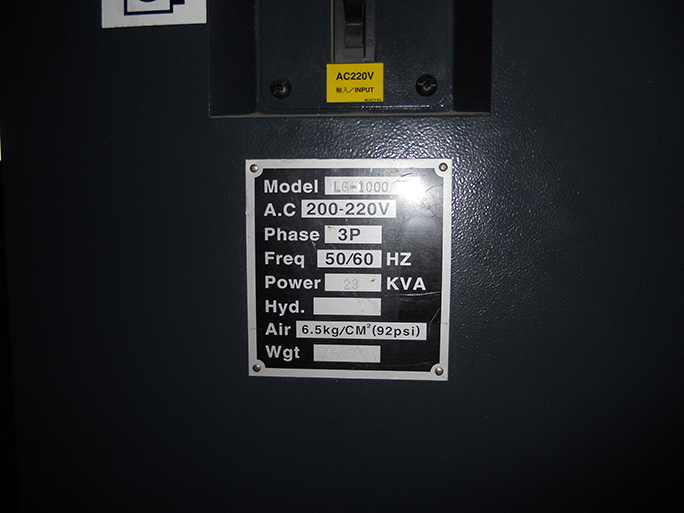 AC220V
輸入/INPUT
Model LG-1000
A.C 200-220V
Phase 3P
Freq 50/60 HZ
Power 23 KVA
Hyd.
Air 6.5kg/CM²(92psi)
Wgt